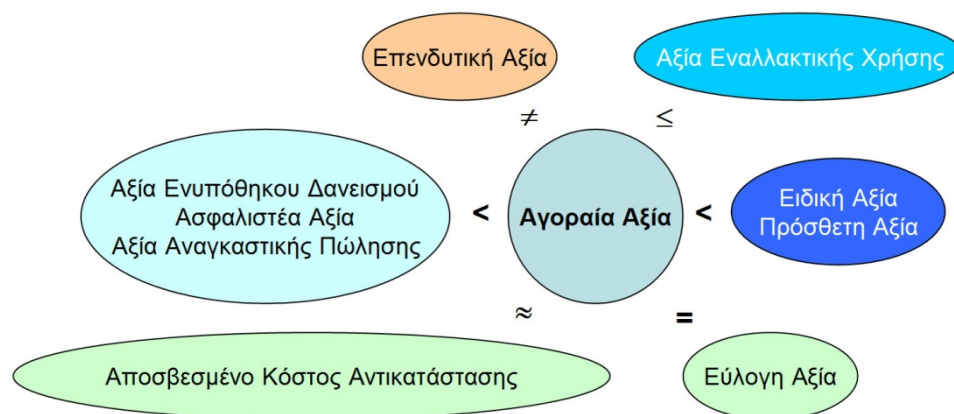 Επενδυτική Αξία
Αξία Εναλλακτικής Χρήσης
≠
≤
Αξία Ενυπόθηκου Δανεισμού
Ασφαλιστέα Αξία
Αξία Αναγκαστικής Πώλησης
<
Αγοραία Αξία
<
Ειδική Αξία
Πρόσθετη Αξία
≈
=
Αποσβεσμένο Κόστος Αντικατάστασης
Εύλογη Αξία